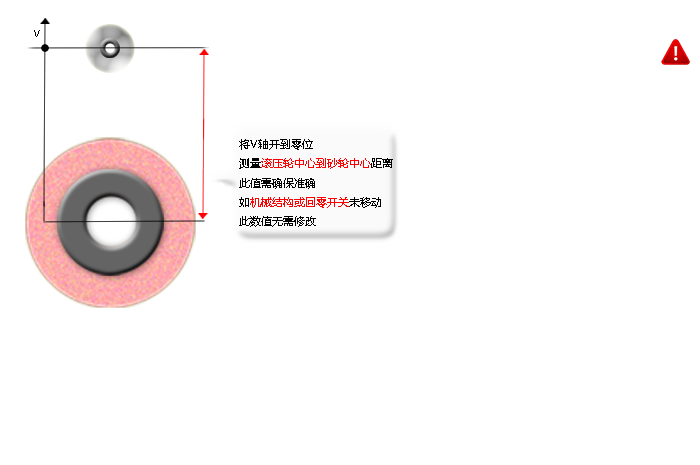 V
将V轴开到零位
测量滚压轮中心到砂轮中心距离
此值需确保准确
如机械结构或回零开关未移动
此数值无需修改